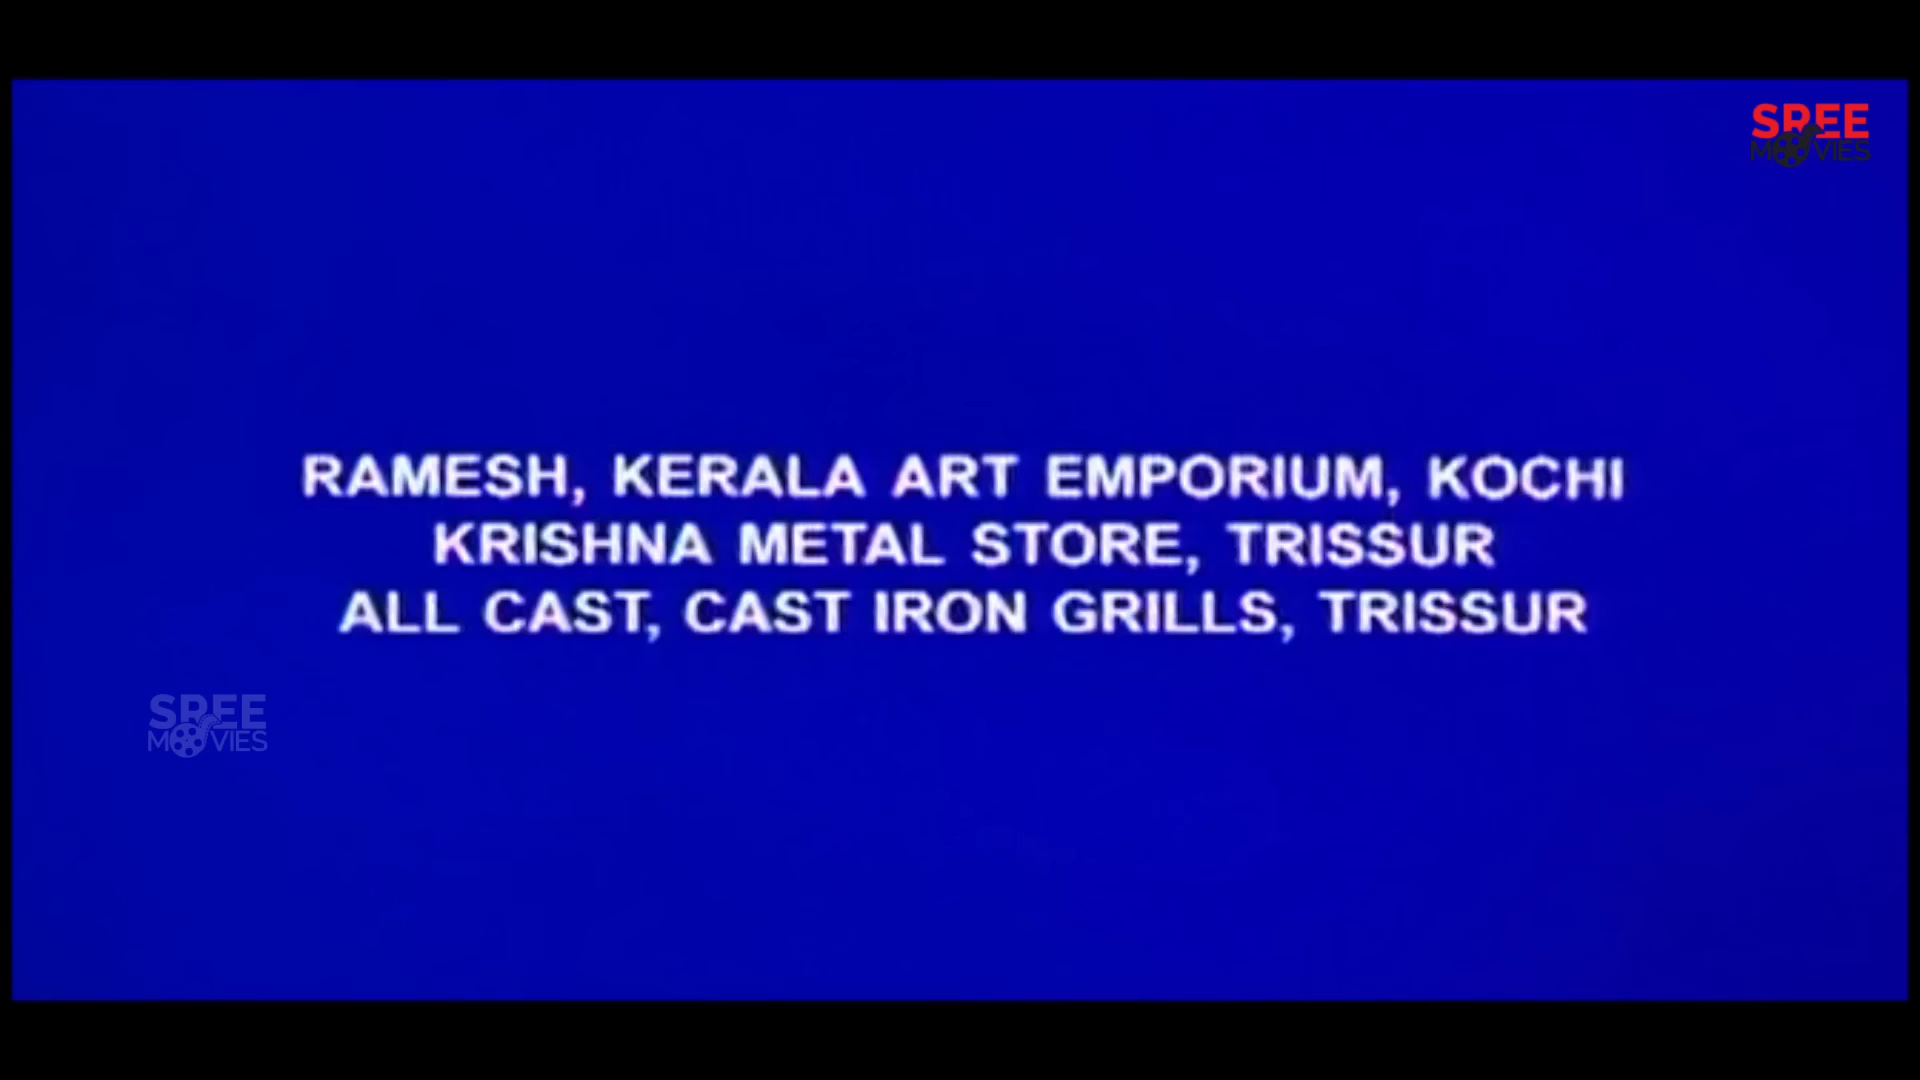 SREE
MOVIES
RAMESH, KERALA ART EMPORIUM, KOCHI
KRISHNA METAL STORE, TRISSUR
ALL CAST, CAST IRON GRILLS, TRISSUR
SREE
MOVIES